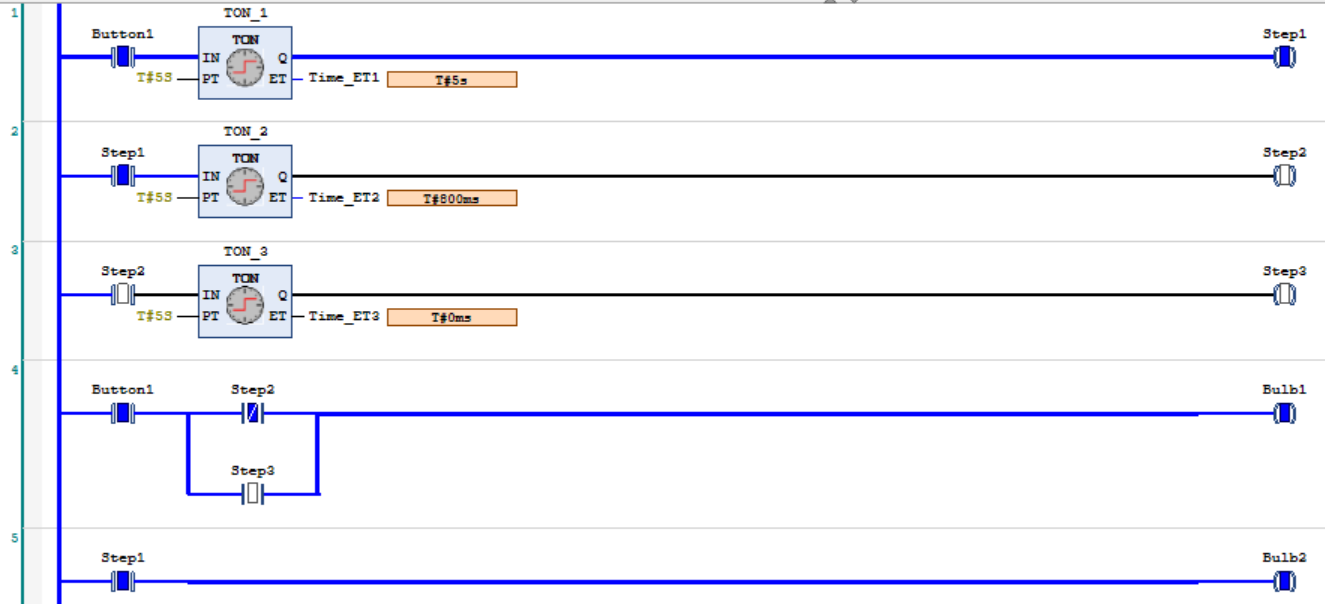 1
TON_1
Button1
Step1
TON
IN
Q
T#5S
PT
ET
Time_ET1
T#5s
2
TON_2
Step1
Step2
TON
IN
Q
T#5S
PT
ET
Time_ET2
T#800ms
3
TON_3
Step2
Step3
TON
IN
Q
T#5S
PT
ET
Time_ET3
T#0ms
4
Button1
Step2
Bulb1
Step3
5
Step1
Bulb2